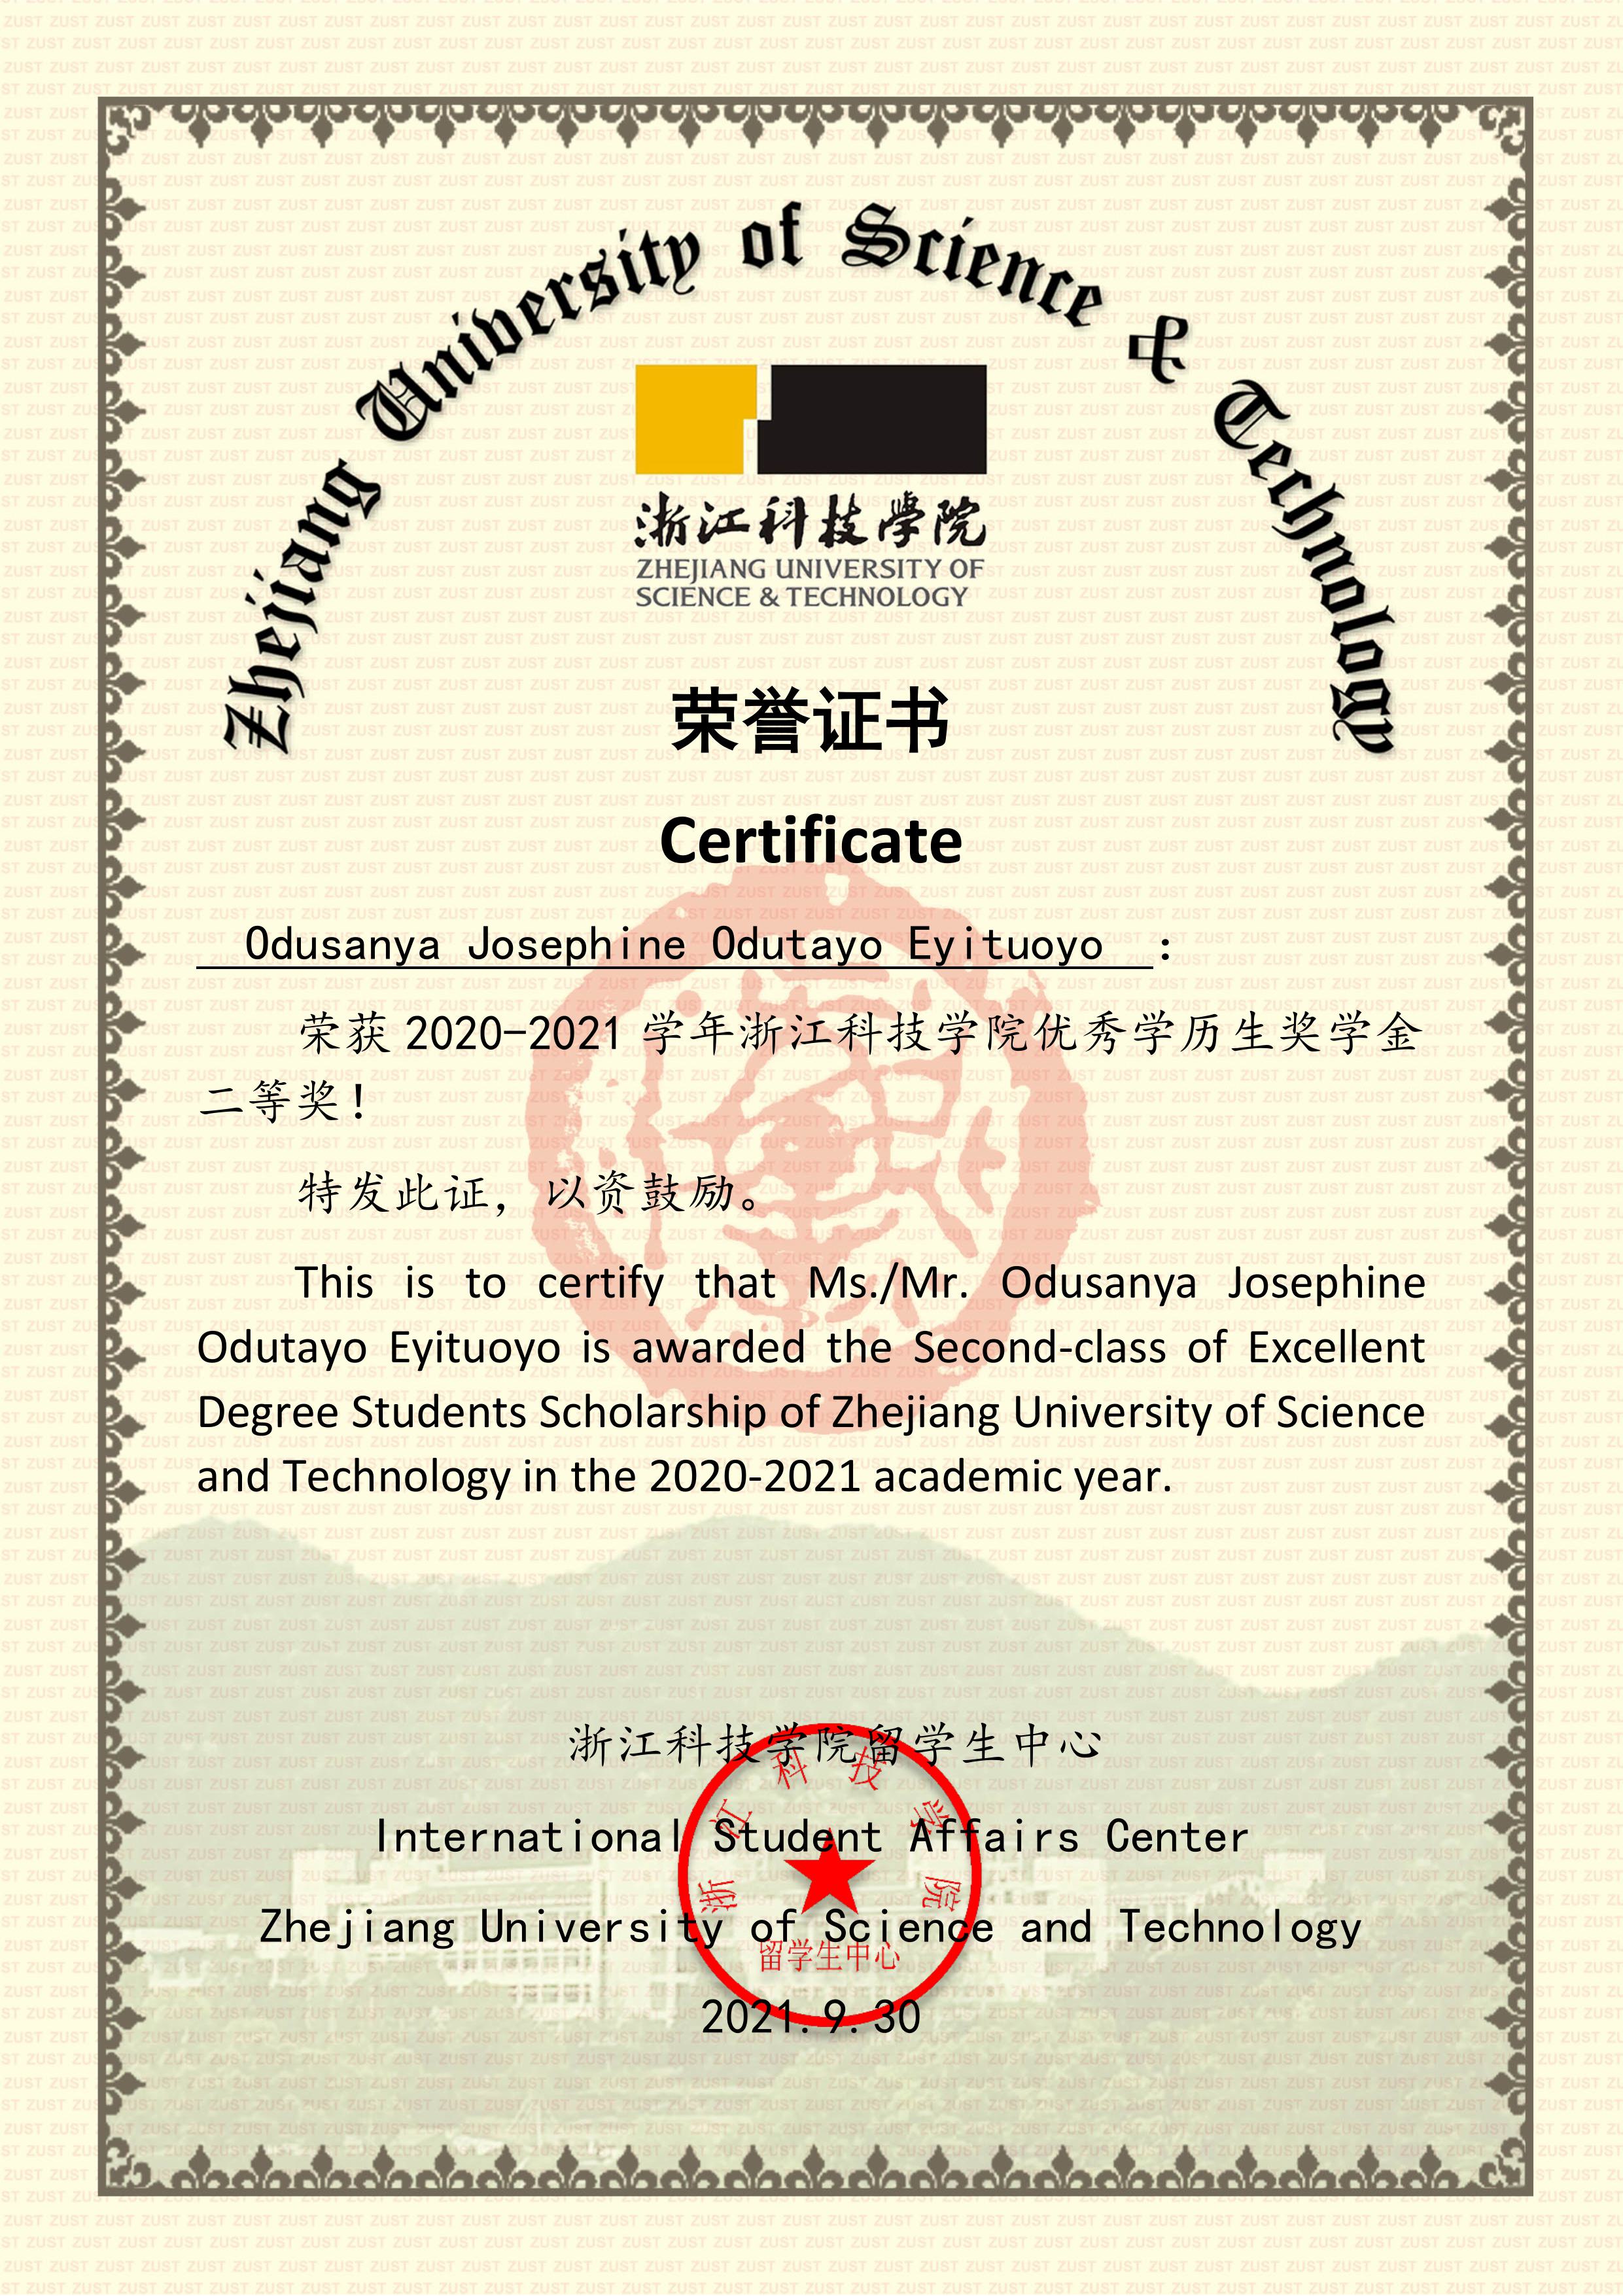 Zhejiang University of Science & Technology
浙江科技學院
ZHEJIANG UNIVERSITY OF
SCIENCE & TECHNOLOGY
荣誉证书
Certificate
Odusanya Josephine Odutayo Eyituoyo :
荣获 2020-2021 学年浙江科技学院优秀学历生奖学金
二等奖!
特发此证，以资鼓励。
This is to certify that Ms./Mr. Odusanya Josephine
Odutayo Eyituoyo is awarded the Second-class of Excellent
Degree Students Scholarship of Zhejiang University of Science
and Technology in the 2020-2021 academic year.
浙江科技学院留学生中心
International Student Affairs Center
Zhejiang University of Science and Technology
2021.9.30
浙江科技学院
留学生中心